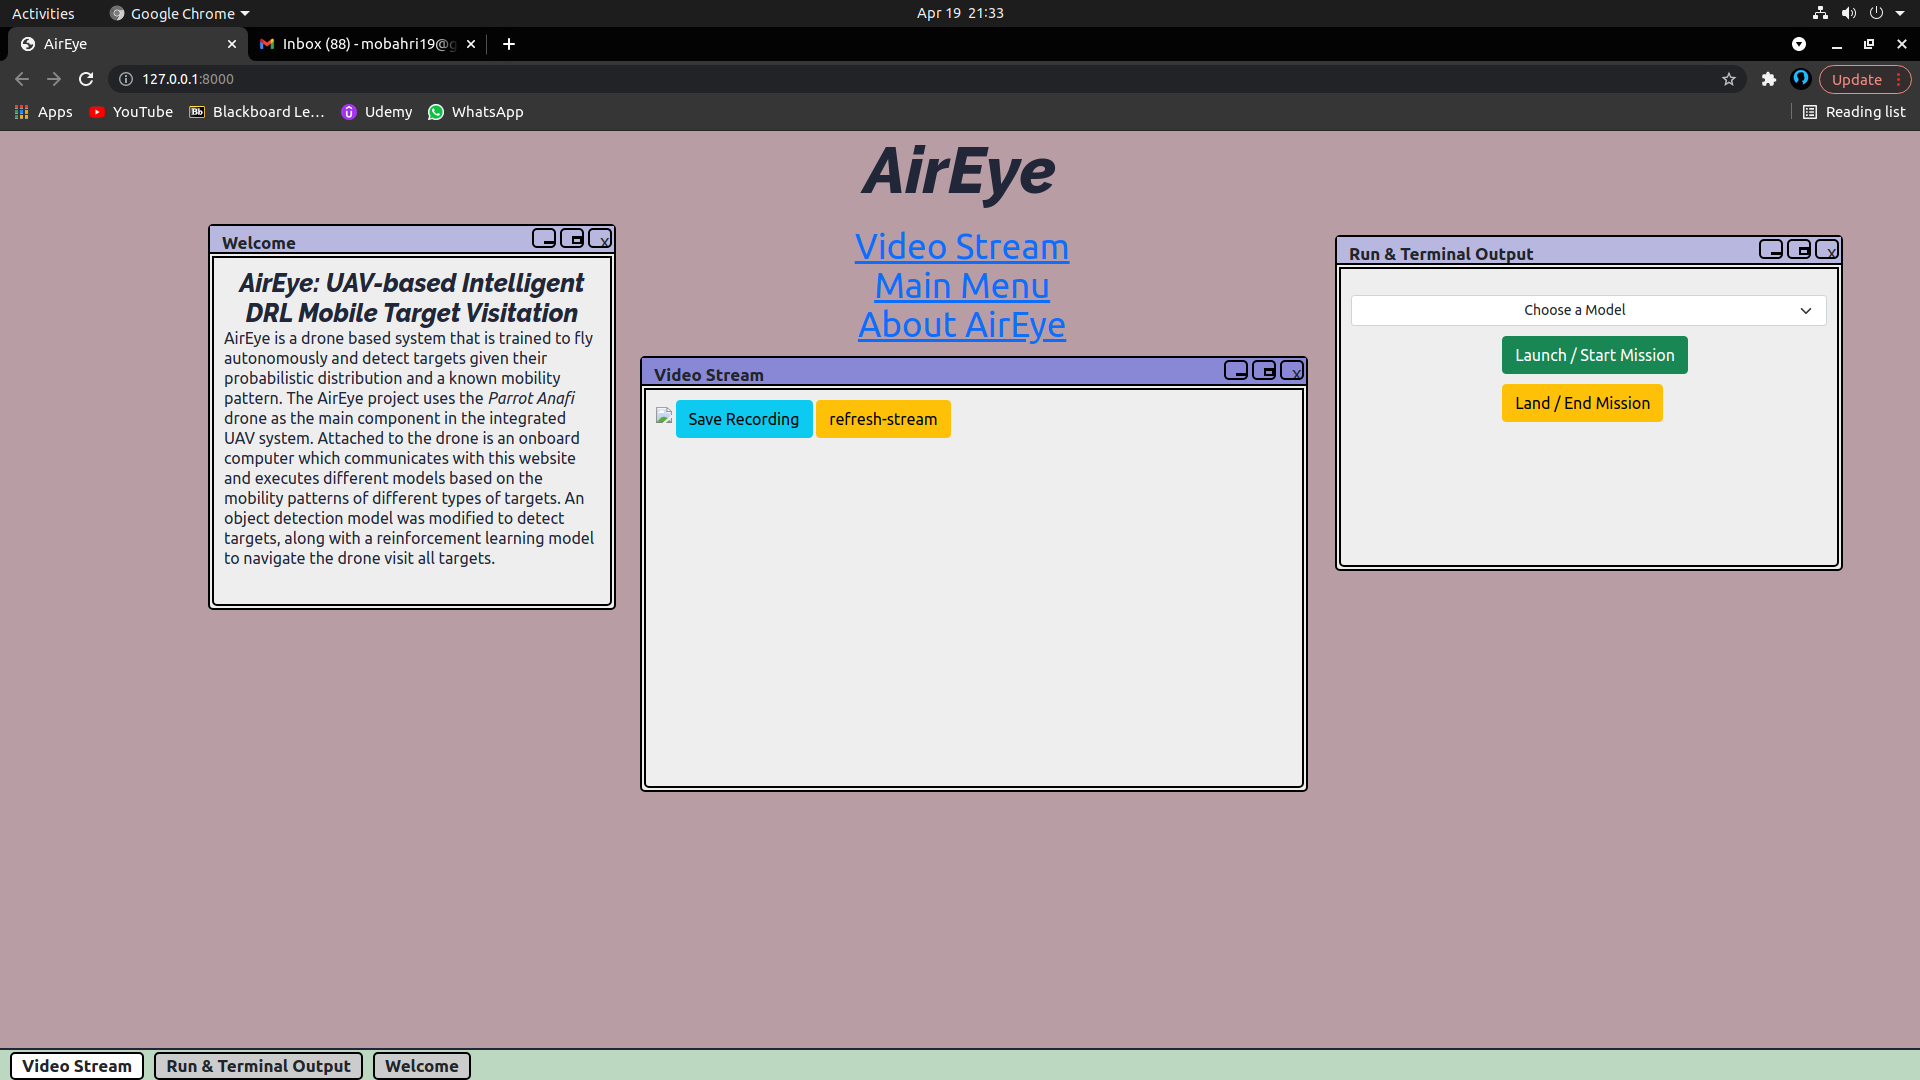 Activities
Google Chrome
Apr 19 21:33
AirEye
Inbox (88) - mobahri19@g
127.0.0.1:8000
Update
Apps
YouTube
Blackboard Le...
Udemy
WhatsApp
Reading list
AirEye
Video Stream
Main Menu
About AirEye
Welcome
X
AirEye: UAV-based Intelligent
DRL Mobile Target Visitation
AirEye is a drone based system that is trained to fly
autonomously and detect targets given their
probabilistic distribution and a known mobility
pattern. The AirEye project uses the Parrot Anafi
drone as the main component in the integrated
UAV system. Attached to the drone is an onboard
computer which communicates with this website
and executes different models based on the
mobility patterns of different types of targets. An
object detection model was modified to detect
targets, along with a reinforcement learning model
to navigate the drone visit all targets.
Video Stream
X
Save Recording
refresh-stream
Run & Terminal Output
X
Choose a Model
Launch / Start Mission
Land / End Mission
Video Stream
Run & Terminal Output
Welcome